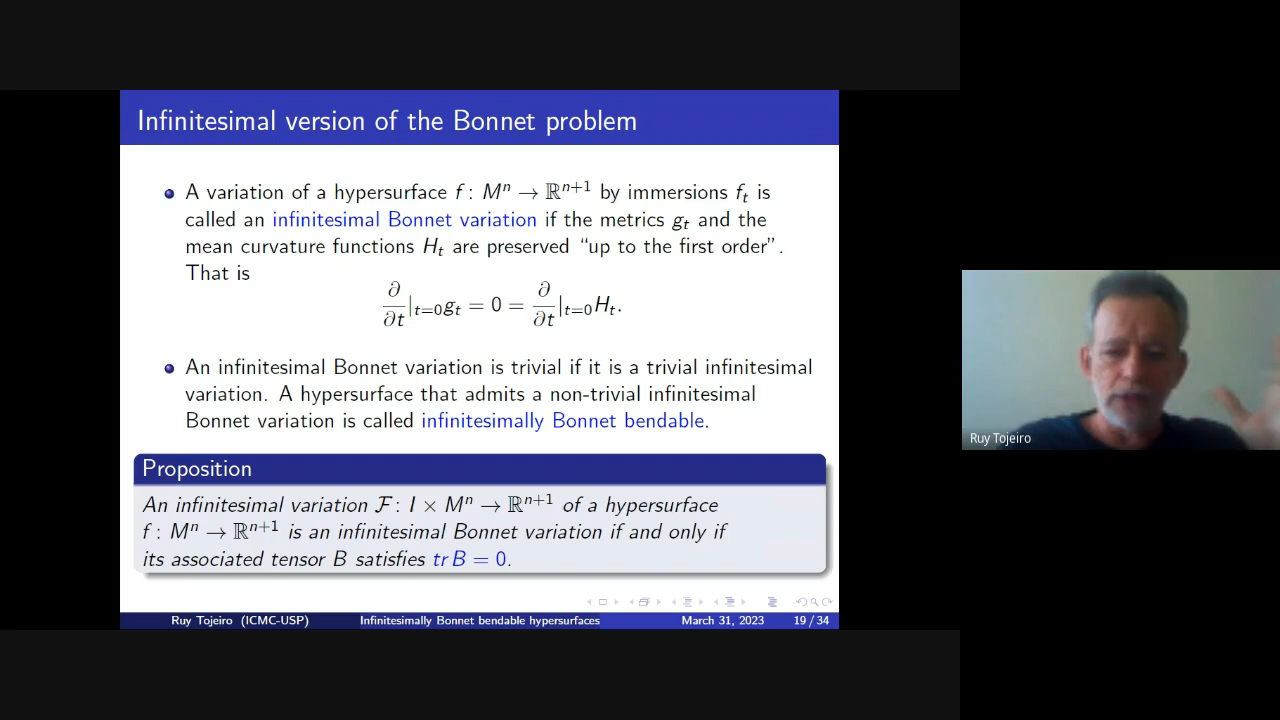 Infinitesimal version of the Bonnet problem
A variation of a hypersurface f : Mⁿ → ℝⁿ⁺¹ by immersions fₜ is
called an infinitesimal Bonnet variation if the metrics gₜ and the
mean curvature functions Hₜ are preserved “up to the first order”.
That is
∂/∂t|ₜ₌₀gₜ = 0 = ∂/∂t|ₜ₌₀Hₜ.
An infinitesimal Bonnet variation is trivial if it is a trivial infinitesimal
variation. A hypersurface that admits a non-trivial infinitesimal
Bonnet variation is called infinitesimally Bonnet bendable.
Proposition
An infinitesimal variation ℱ : I × Mⁿ → ℝⁿ⁺¹ of a hypersurface
f : Mⁿ → ℝⁿ⁺¹ is an infinitesimal Bonnet variation if and only if
its associated tensor B satisfies tr B = 0.
Ruy Tojeiro (ICMC-USP) Infinitesimally Bonnet bendable hypersurfaces March 31, 2023 19 / 34
Ruy Tojeiro